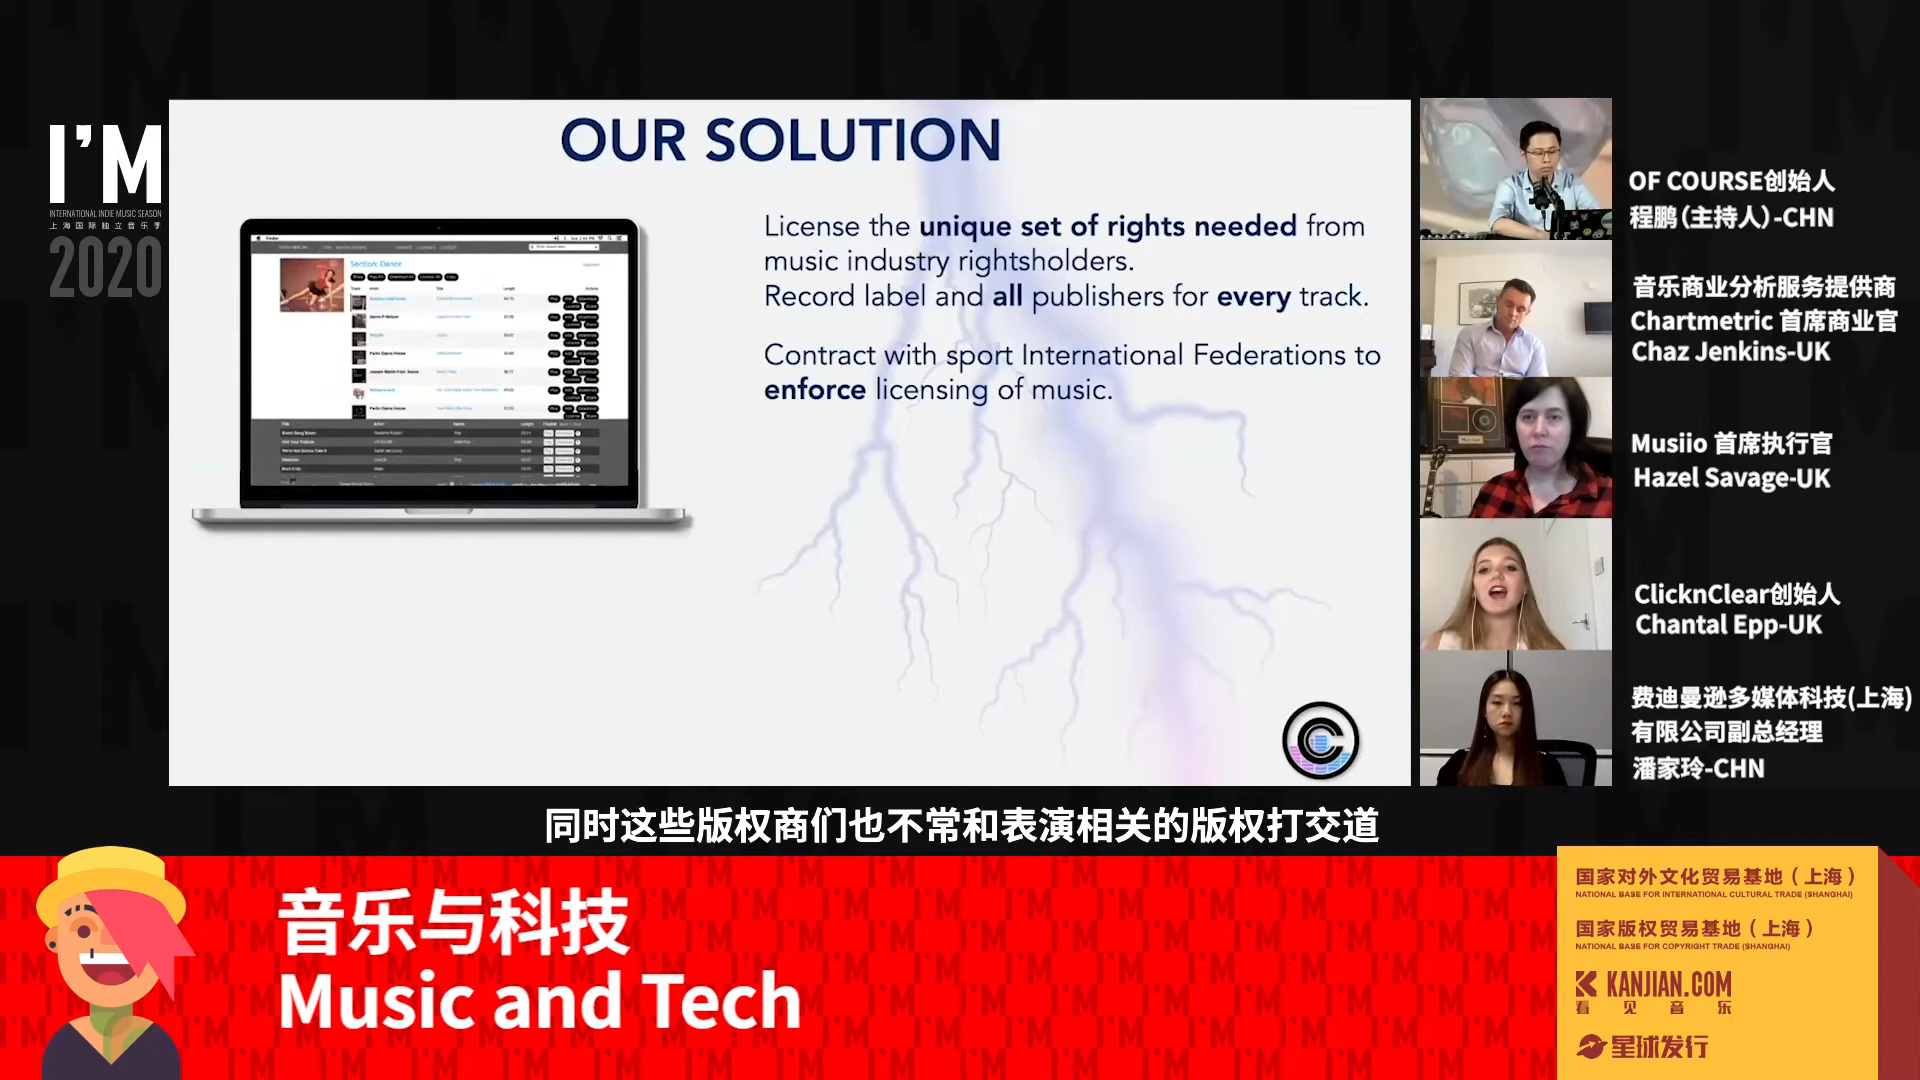 I'M
INTERNATIONAL INDIE MUSIC SEASON
上海国际独立音乐季
2020
OUR SOLUTION
License the unique set of rights needed from
music industry rightsholders.
Record label and all publishers for every track.
Contract with sport International Federations to
enforce licensing of music.
Section: Dance
OF COURSE创始人
程鹏(主持人)-CHN
音乐商业分析服务提供商
Chartmetric 首席商业官
Chaz Jenkins-UK
Musiio 首席执行官
Hazel Savage-UK
ClicknClear创始人
Chantal Epp-UK
费迪曼逊多媒体科技(上海)
有限公司副总经理
潘家玲-CHN
同时这些版权商们也不常和表演相关的版权打交道
音乐与科技
Music and Tech
国家对外文化贸易基地(上海)
NATIONAL BASE FOR INTERNATIONAL CULTURAL TRADE (SHANGHAI)
国家版权贸易基地(上海)
NATIONAL BASE FOR COPYRIGHT TRADE (SHANGHAI)
KANJIAN.COM
看见音乐
星球发行